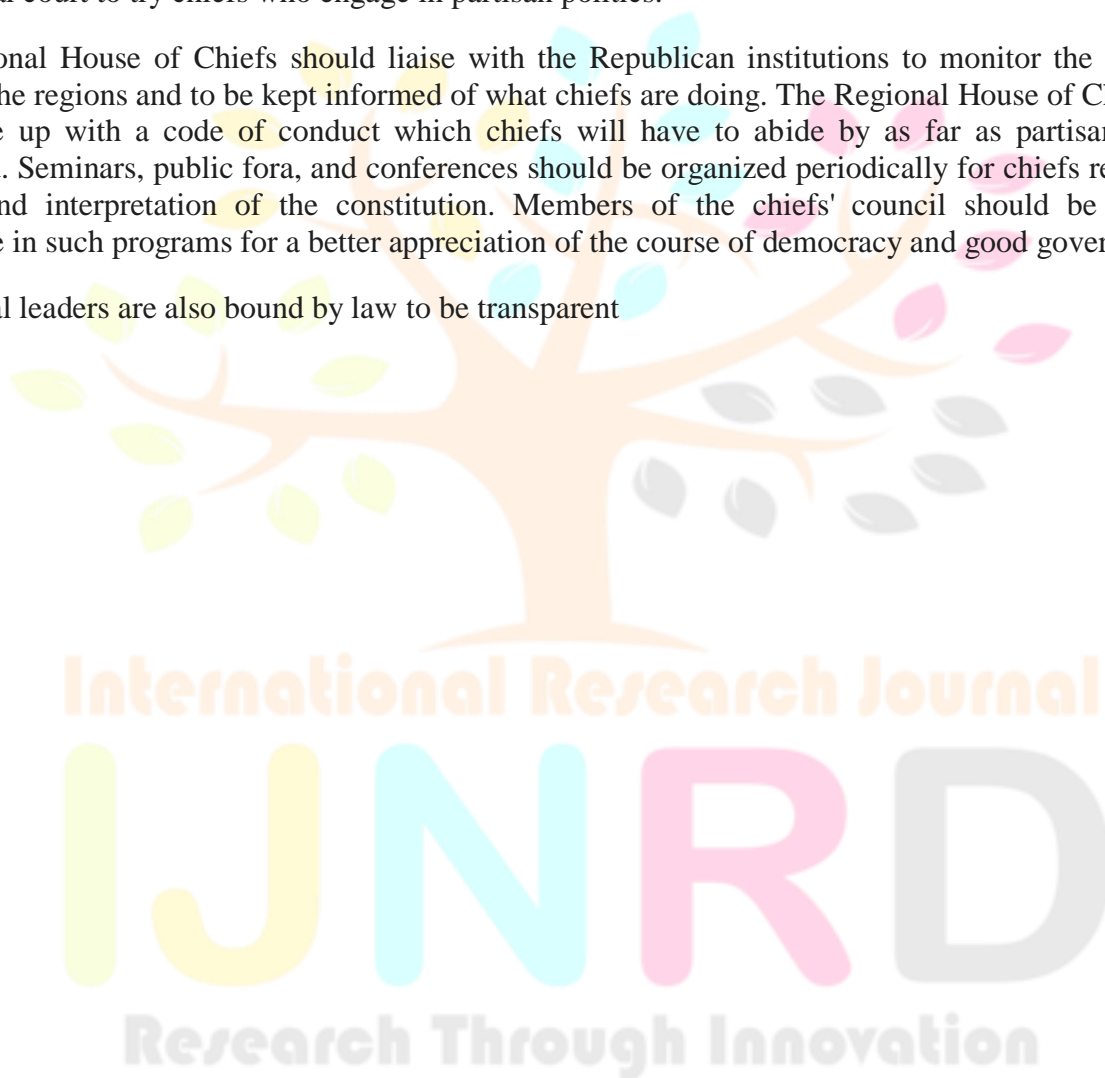 al court to try chiefs who engage in partisan politics.
onal House of Chiefs should liaise with the Republican institutions to monitor the
he regions and to be kept informed of what chiefs are doing. The Regional House of C
e up with a code of conduct which chiefs will have to abide by as far as partisa
. Seminars, public fora, and conferences should be organized periodically for chiefs re
nd interpretation of the constitution. Members of the chiefs' council should be
e in such programs for a better appreciation of the course of democracy and good gover
al leaders are also bound by law to be transparent
International Research Journal
IJNRD
Research Through Innovation